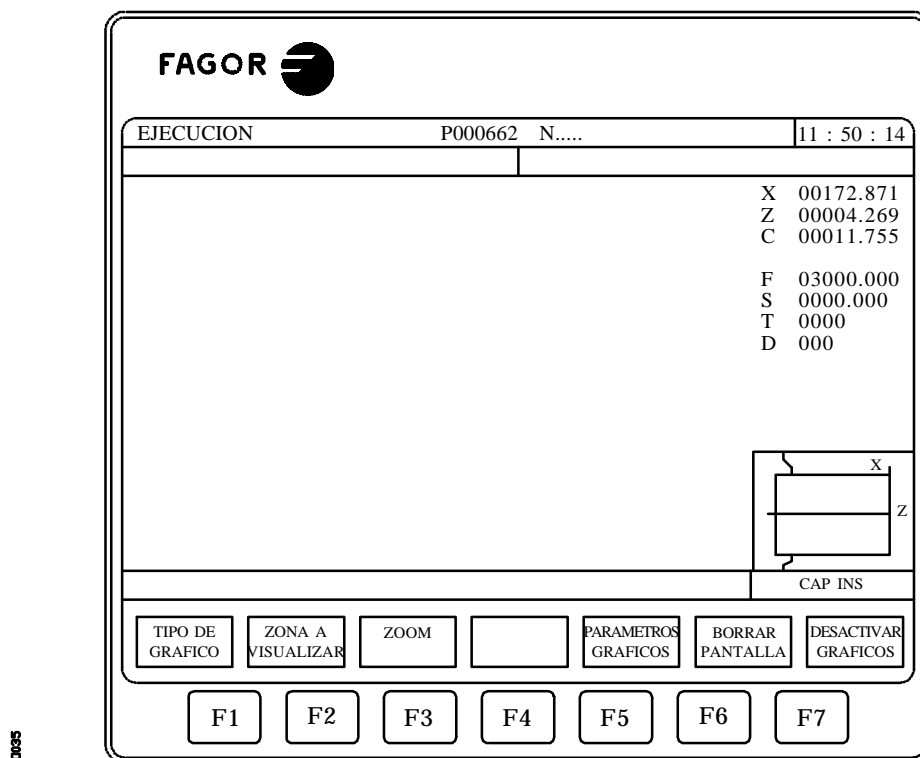 FAGOR
EJECUCION P000662 N..... 11 : 50 : 14
X 00172.871
Z 00004.269
C 00011.755
F 03000.000
S 0000.000
T 0000
D 000
X
Z
CAP INS
TIPO DE GRAFICO
ZONA A VISUALIZAR
ZOOM
PARAMETROS GRAFICOS
BORRAR PANTALLA
DESACTIVAR GRAFICOS
F1 F2 F3 F4 F5 F6 F7